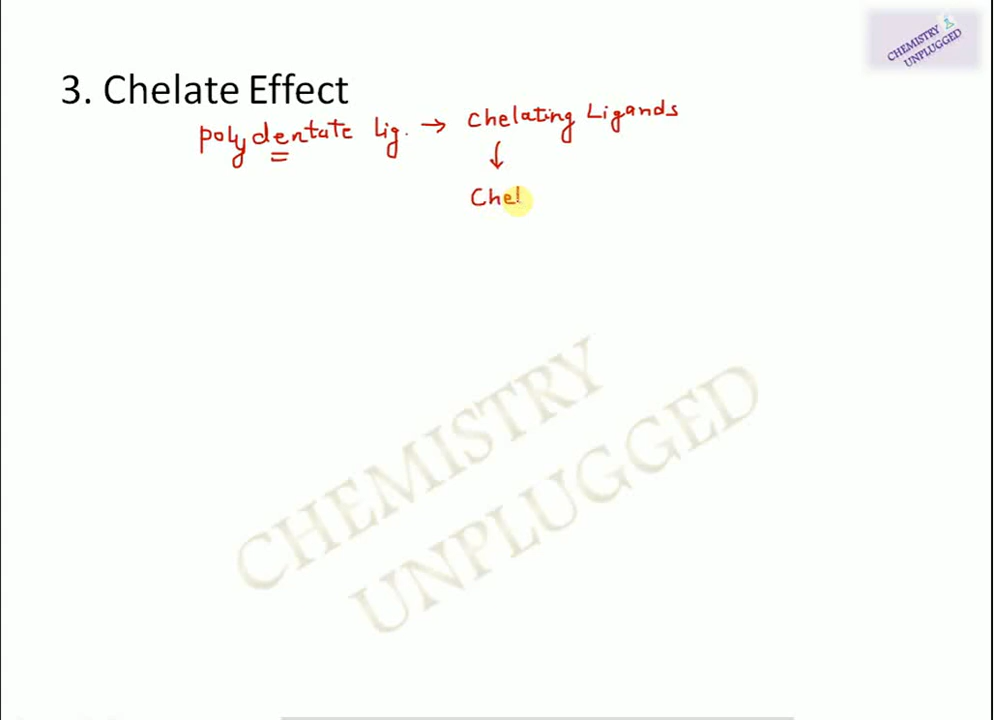 CHEMISTRY
UNPLUGGED
3. Chelate Effect
polydentate lig. → Chelating Ligands
↓
Chel
CHEMISTRY
UNPLUGGED